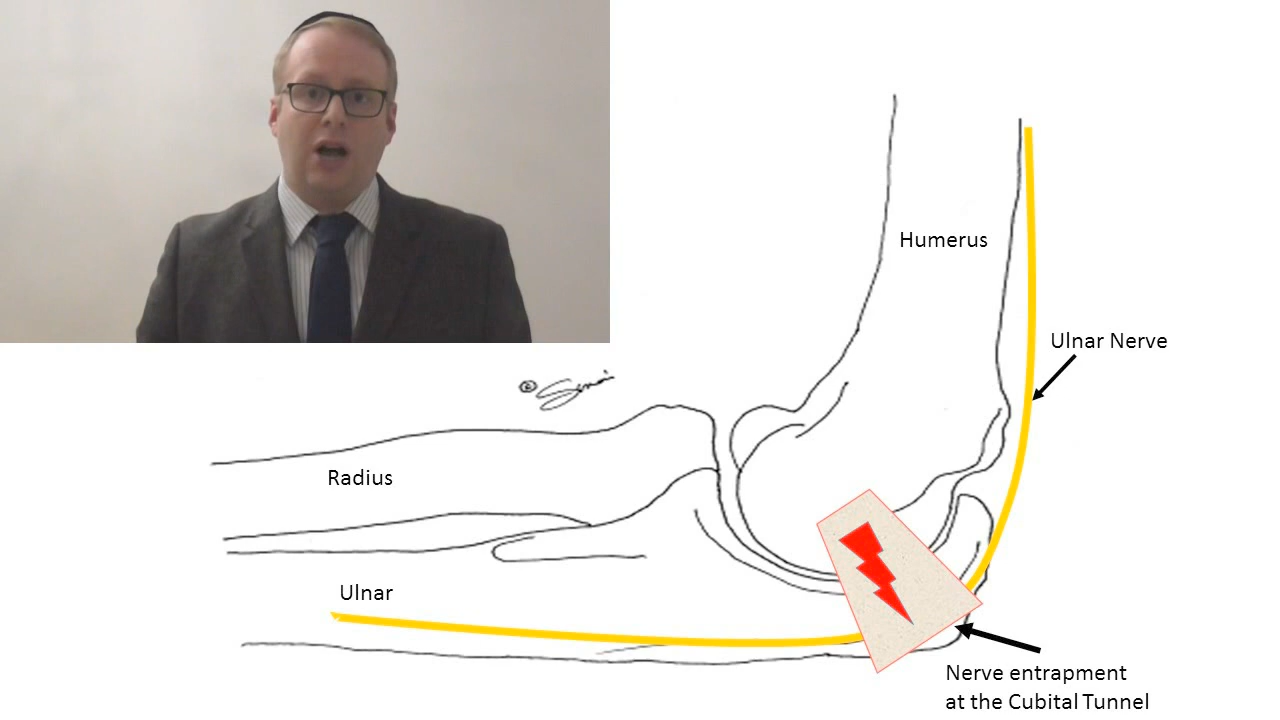 Humerus
Ulnar Nerve
©
Radius
Ulnar
Nerve entrapment
at the Cubital Tunnel